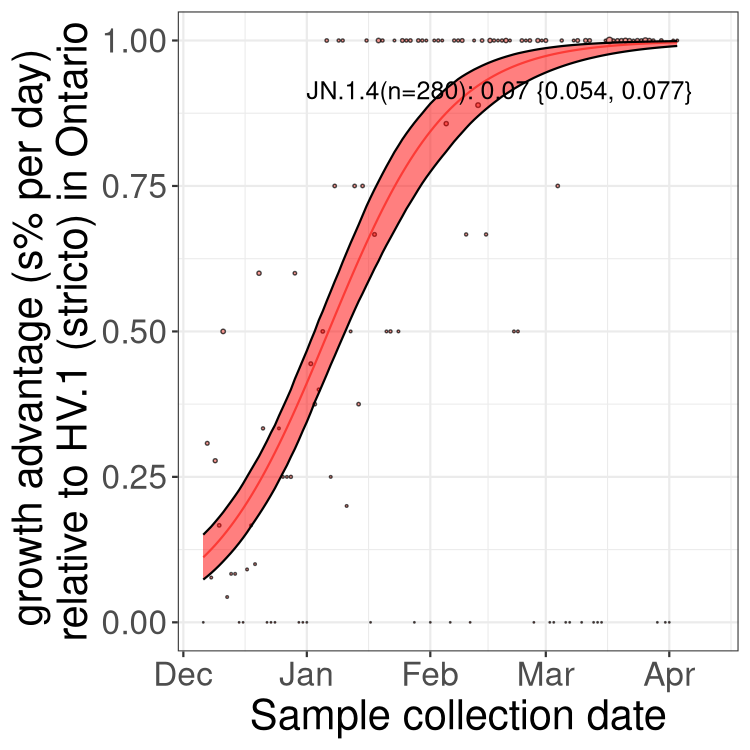 growth advantage (s% per day)
relative to HV.1 (stricto) in Ontario
1.00
0.75
0.50
0.25
0.00
JN.1.4(n=280): 0.07 {0.054, 0.077}
Dec Jan Feb Mar Apr
Sample collection date